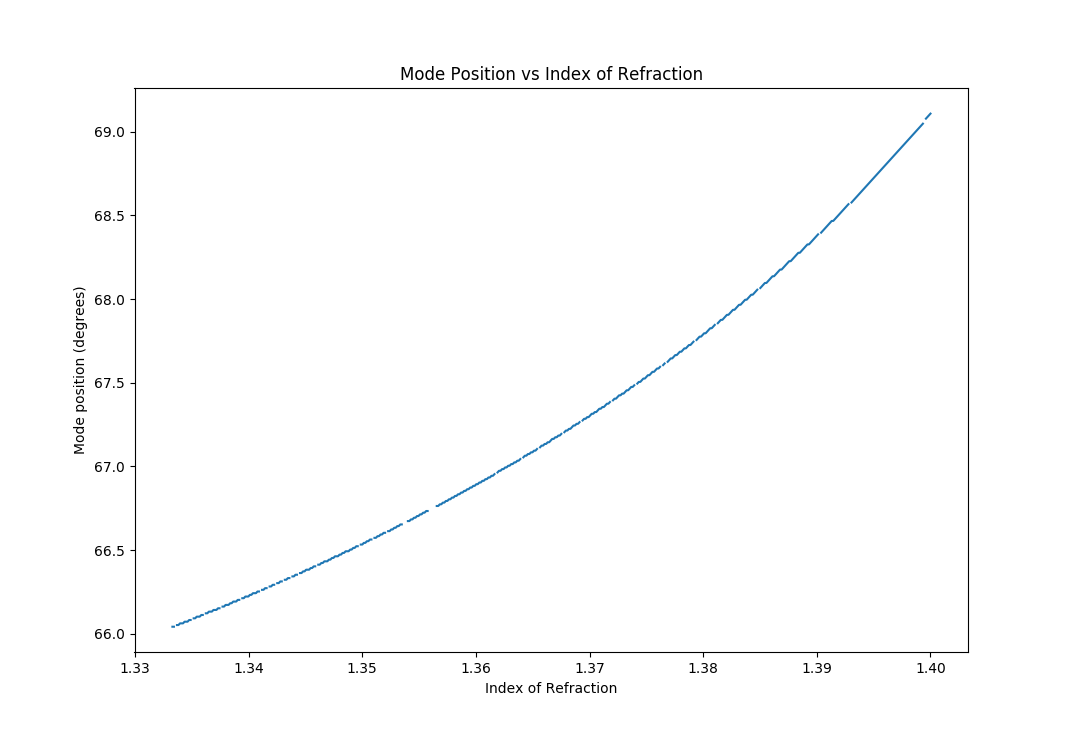 Mode Position vs Index of Refraction
69.0
68.5
68.0
67.5
67.0
66.5
66.0
Mode position (degrees)
1.33 1.34 1.35 1.36 1.37 1.38 1.39 1.40
Index of Refraction